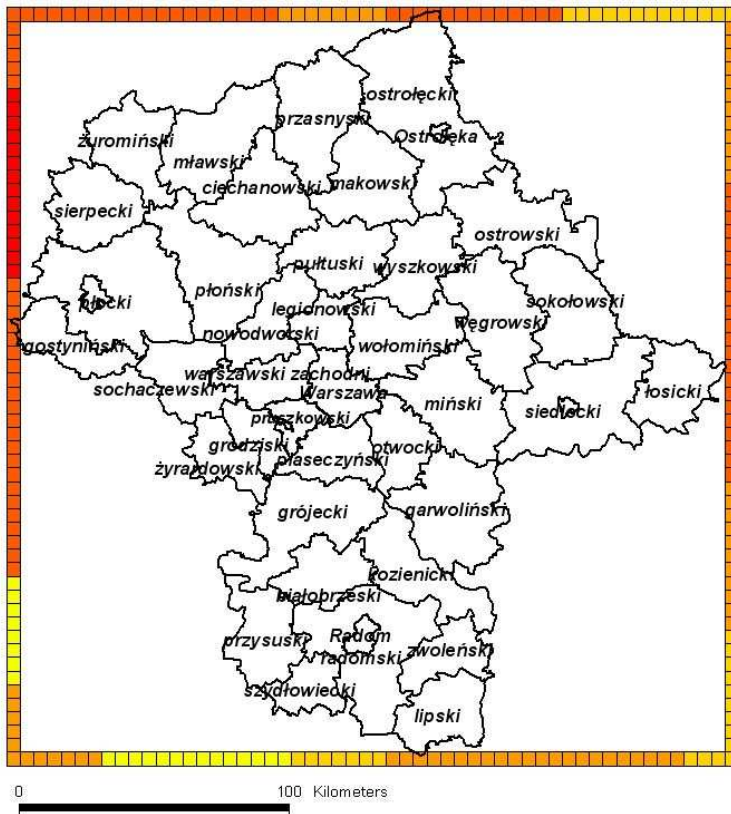 ostrołęcki
przasnyski
Ostrołęka
żuromiński
mławski
ciechanowski
makowski
sierpecki
ostrowski
pułtuski
wyszkowski
płoński
płocki
sokołowski
legionowski
węgrowski
nowodworski
gostyniński
wołomiński
warszawski zachodni
sochaczewski
Warszawa
łosicki
miński
siedlecki
pruszkowski
grodziski
otwocki
piaseczyński
żyrardowski
grójecki
garwoliński
kozienicki
białobrzeski
Radom
przysuski
zwoleński
radomski
szydłowiecki
lipski
0 100 Kilometers